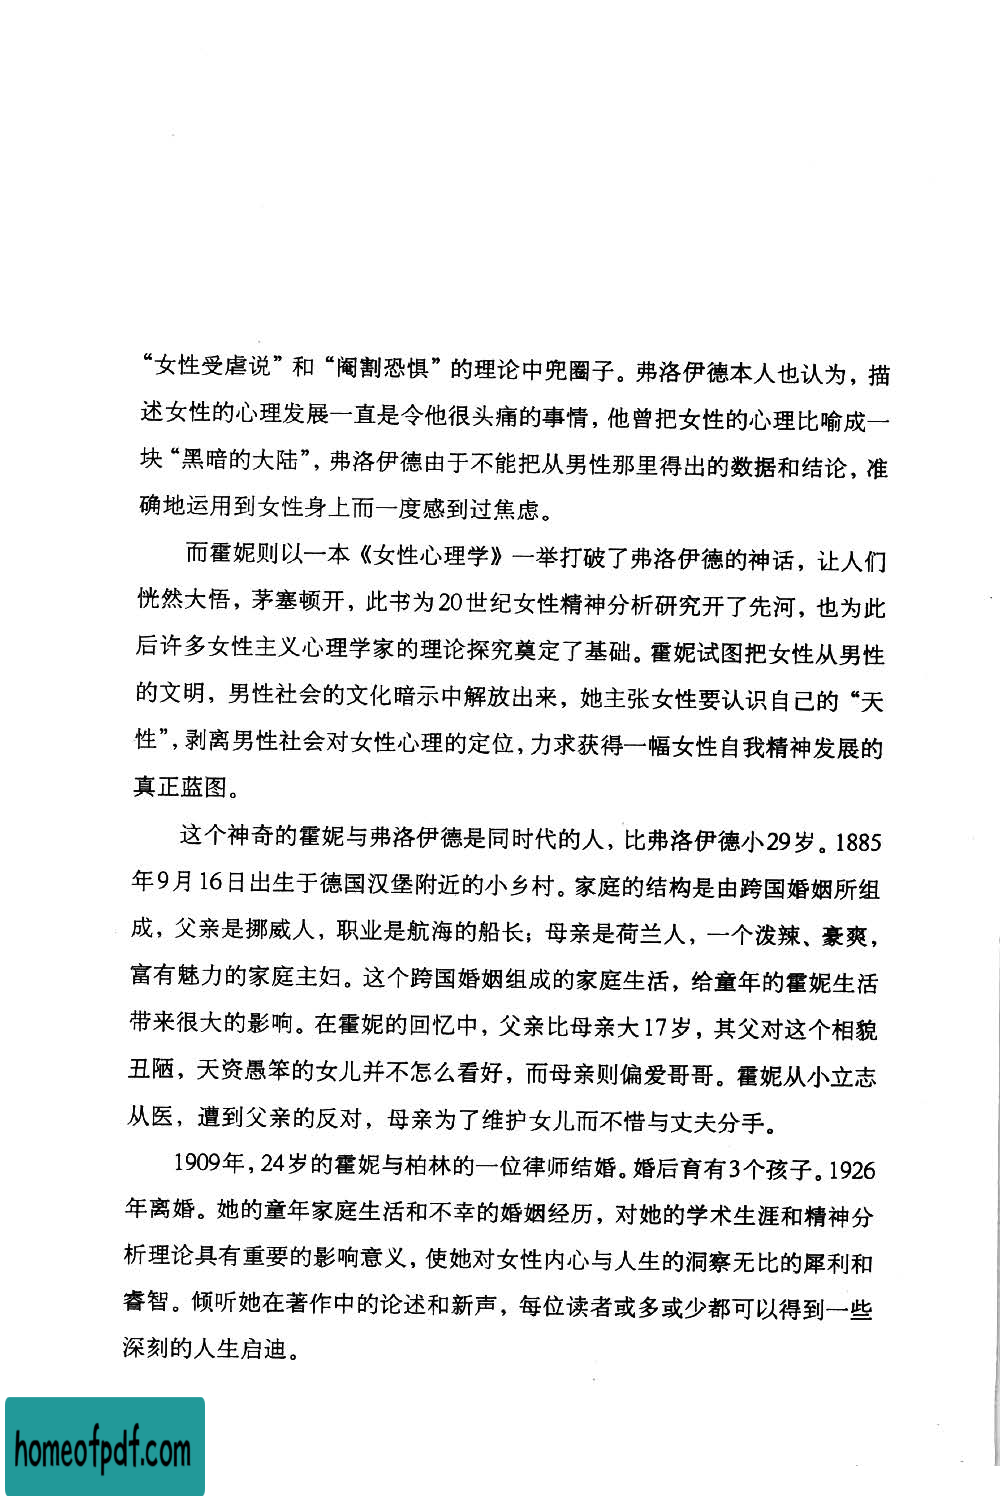 “女性受虐说”和“阉割恐惧”的理论中兜圈子。弗洛伊德本人也认为，描
述女性的心理发展一直是令他很头痛的事情，他曾把女性的心理比喻成一
块“黑暗的大陆”，弗洛伊德由于不能把从男性那里得出的数据和结论，准
确地运用到女性身上而一度感到过焦虑。
而霍妮则以一本《女性心理学》一举打破了弗洛伊德的神话，让人们
恍然大悟，茅塞顿开，此书为20世纪女性精神分析研究开了先河，也为此
后许多女性主义心理学家的理论探究奠定了基础。霍妮试图把女性从男性
的文明，男性社会的文化暗示中解放出来，她主张女性要认识自己的“天
性”，剥离男性社会对女性心理的定位，力求获得一幅女性自我精神发展的
真正蓝图。
这个神奇的霍妮与弗洛伊德是同时代的人，比弗洛伊德小29岁。1885
年9月16日出生于德国汉堡附近的小乡村。家庭的结构是由跨国婚姻所组
成，父亲是挪威人，职业是航海的船长；母亲是荷兰人，一个泼辣、豪爽，
富有魅力的家庭主妇。这个跨国婚姻组成的家庭生活，给童年的霍妮生活
带来很大的影响。在霍妮的回忆中，父亲比母亲大17岁，其父对这个相貌
丑陋，天资愚笨的女儿并不怎么看好，而母亲则偏爱哥哥。霍妮从小立志
从医，遭到父亲的反对，母亲为了维护女儿而不惜与丈夫分手。
1909年，24岁的霍妮与柏林的一位律师结婚。婚后育有3个孩子。1926
年离婚。她的童年家庭生活和不幸的婚姻经历，对她的学术生涯和精神分
析理论具有重要的影响意义，使她对女性内心与人生的洞察无比的犀利和
睿智。倾听她在著作中的论述和新声，每位读者或多或少都可以得到一些
深刻的人生启迪。
homeofpdf.com